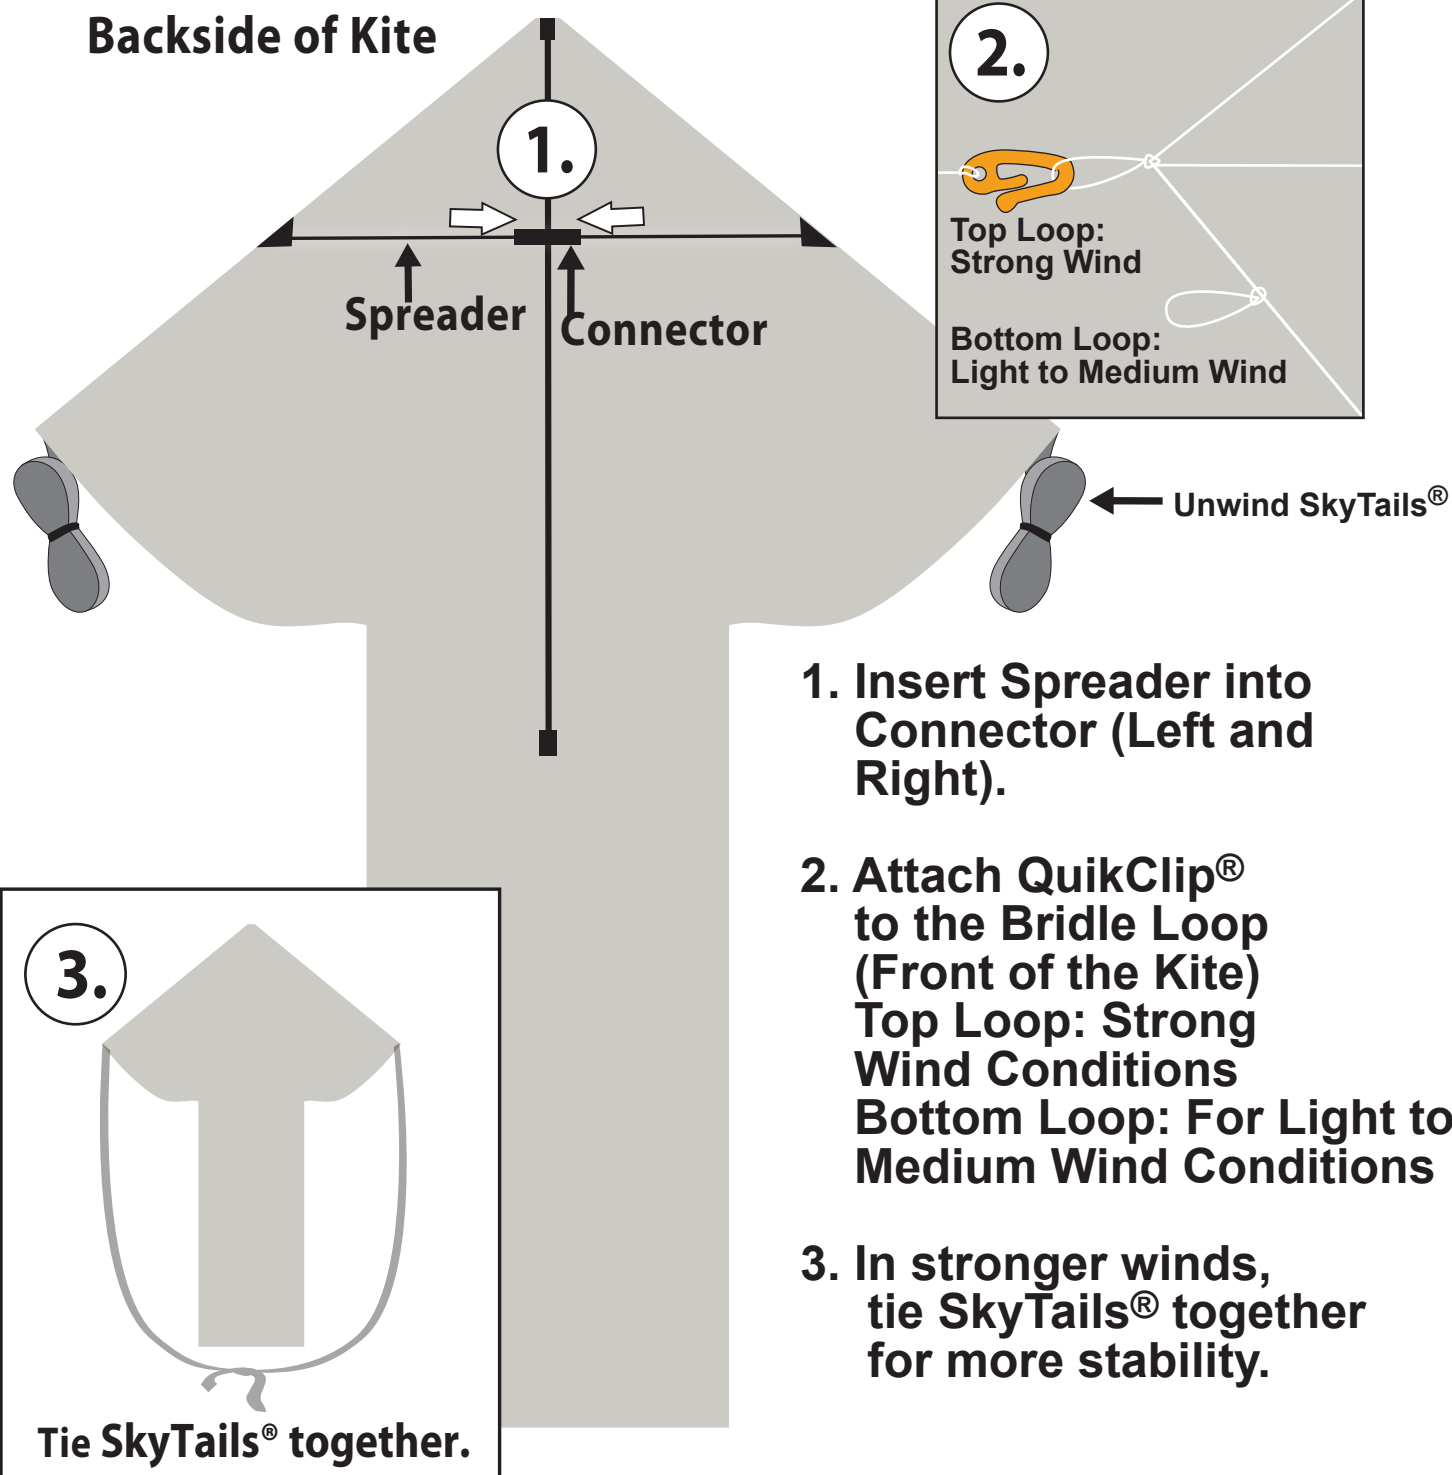 Backside of Kite
1.
Spreader
Connector
2.
Top Loop:
Strong Wind
Bottom Loop:
Light to Medium Wind
Unwind SkyTails®
1. Insert Spreader into
Connector (Left and
Right).
2. Attach QuikClip®
to the Bridle Loop
(Front of the Kite)
Top Loop: Strong
Wind Conditions
Bottom Loop: For Light to
Medium Wind Conditions
3. In stronger winds,
tie SkyTails® together
for more stability.
3.
Tie SkyTails® together.